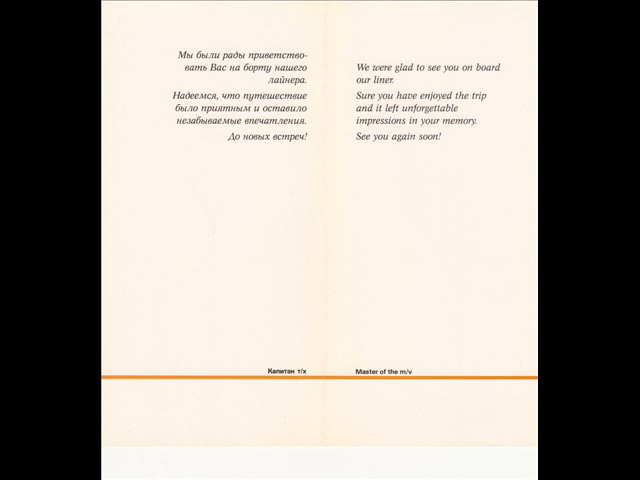 Мы были рады приветство-
вать Вас на борту нашего
лайнера.
Надеемся, что путешествие
было приятным и оставило
незабываемые впечатления.
До новых встреч!
Капитан т/х
We were glad to see you on board
our liner.
Sure you have enjoyed the trip
and it left unforgettable
impressions in your memory.
See you again soon!
Master of the m/v